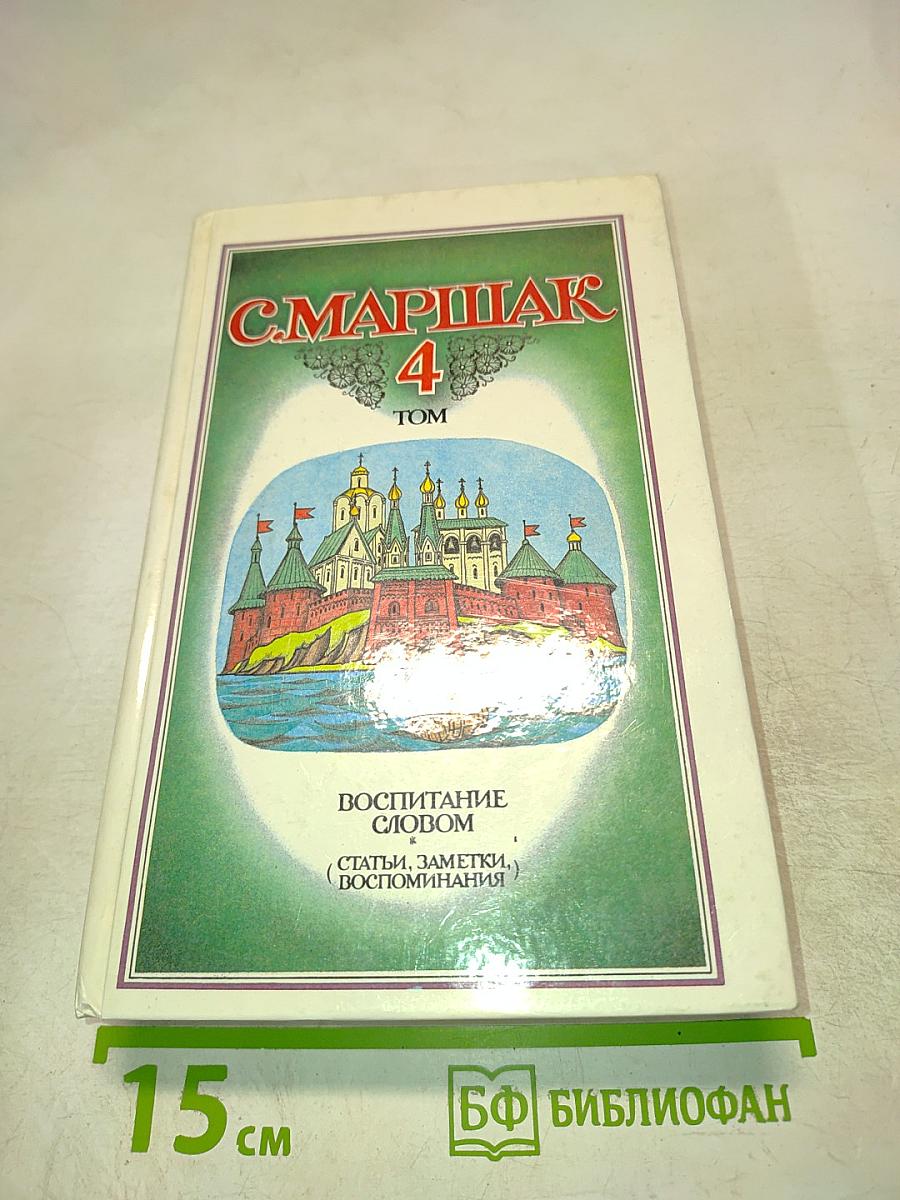 С.МАРШАК
4
ТОМ
ВОСПИТАНИЕ
СЛОВОМ
*
(СТАТЬИ, ЗАМЕТКИ,
ВОСПОМИНАНИЯ)
15 см
БФ БИБЛИОФАН